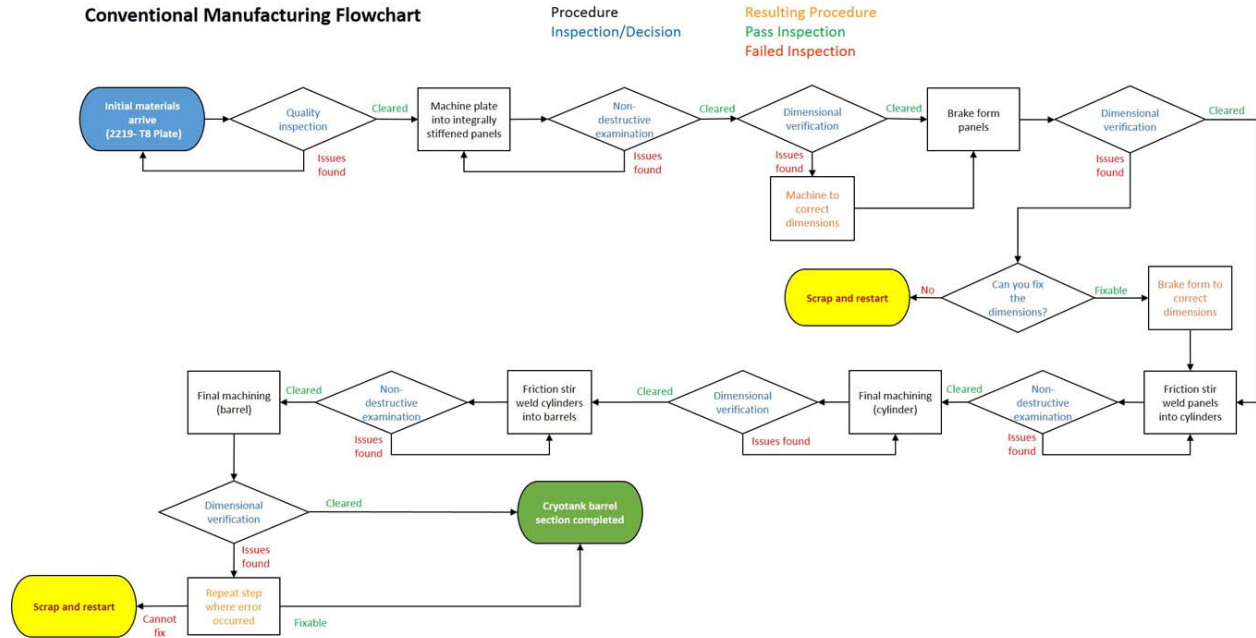 Conventional Manufacturing Flowchart
Procedure
Inspection/Decision
Resulting Procedure
Pass Inspection
Failed Inspection
Initial materials
arrive
(2219- T8 Plate)
Quality
inspection
Cleared
Issues
found
Machine plate
into integrally
stiffened panels
Non-
destructive
examination
Cleared
Issues
found
Dimensional
verification
Cleared
Issues
found
Machine to
correct
dimensions
Brake form
panels
Dimensional
verification
Cleared
Issues
found
Scrap and restart
No
Can you fix
the
dimensions?
Fixable
Brake form to
correct
dimensions
Friction stir
weld panels
into cylinders
Non-
destructive
examination
Cleared
Issues
found
Final machining
(cylinder)
Dimensional
verification
Cleared
Issues found
Friction stir
weld cylinders
into barrels
Non-
destructive
examination
Cleared
Issues
found
Final machining
(barrel)
Dimensional
verification
Cleared
Cryotank barrel
section completed
Issues
found
Scrap and restart
Cannot
fix
Repeat step
where error
occurred
Fixable